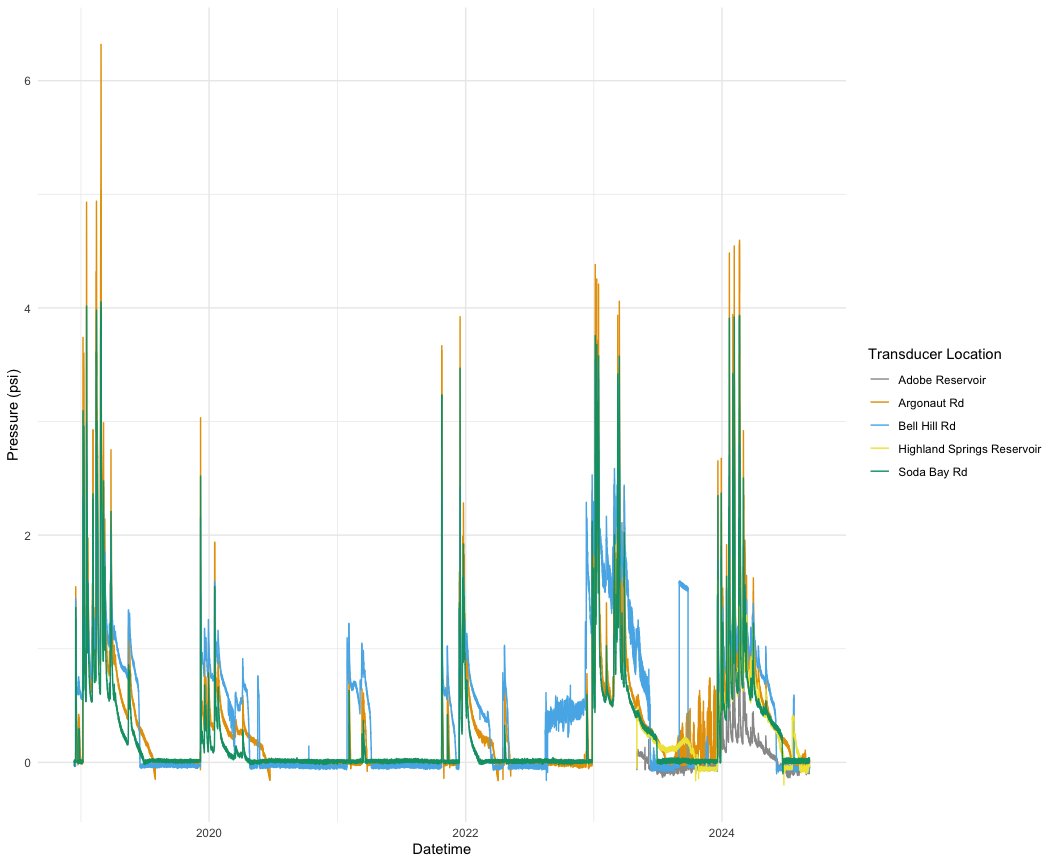 Pressure (psi)
6
4
2
0
2020
2022
2024
Datetime
Transducer Location
Adobe Reservoir
Argonaut Rd
Bell Hill Rd
Highland Springs Reservoir
Soda Bay Rd